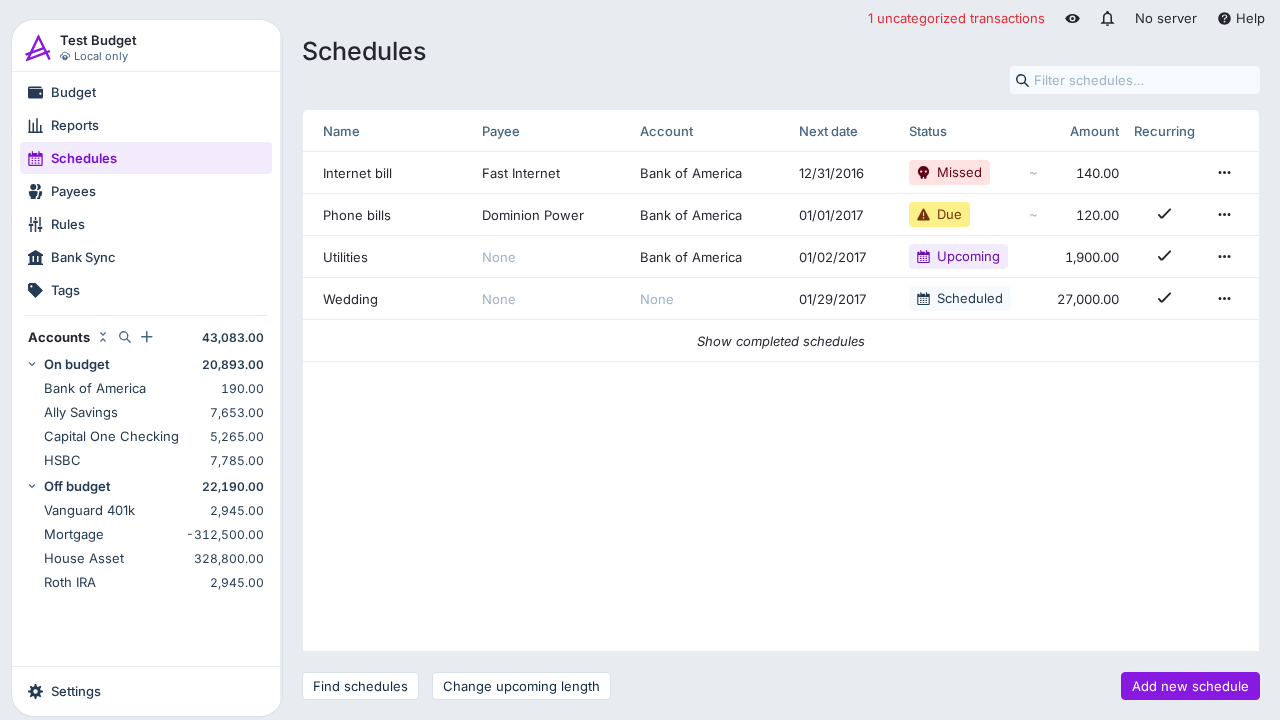 1 uncategorized transactions
No server
Help
Test Budget
Local only
Schedules
Filter schedules...
Budget
Reports
Schedules
Payees
Rules
Bank Sync
Tags
Accounts 43,083.00
On budget 20,893.00
Bank of America 190.00
Ally Savings 7,653.00
Capital One Checking 5,265.00
HSBC 7,785.00
Off budget 22,190.00
Vanguard 401k 2,945.00
Mortgage -312,500.00
House Asset 328,800.00
Roth IRA 2,945.00
Settings
Name Payee Account Next date Status Amount Recurring
Internet bill Fast Internet Bank of America 12/31/2016 Missed ~ 140.00
Phone bills Dominion Power Bank of America 01/01/2017 Due ~ 120.00
Utilities None Bank of America 01/02/2017 Upcoming 1,900.00
Wedding None None 01/29/2017 Scheduled 27,000.00
Show completed schedules
Find schedules
Change upcoming length
Add new schedule